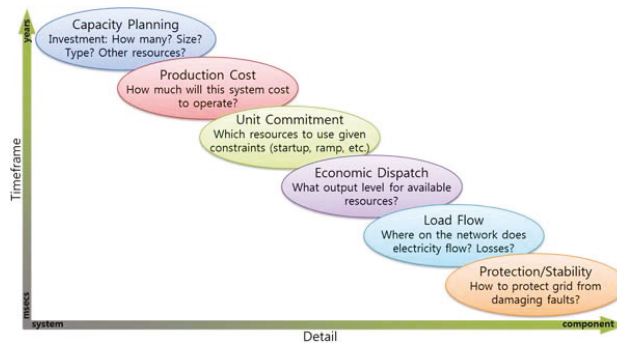 years
Capacity Planning
Investment: How many? Size?
Type? Other resources?
Production Cost
How much will this system cost
to operate?
Unit Commitment
Which resources to use given
constraints (startup, ramp, etc.)
Economic Dispatch
What output level for available
resources?
Load Flow
Where on the network does
electricity flow? Losses?
Protection/Stability
How to protect grid from
damaging faults?
Timeframe
msecs
system
component
Detail